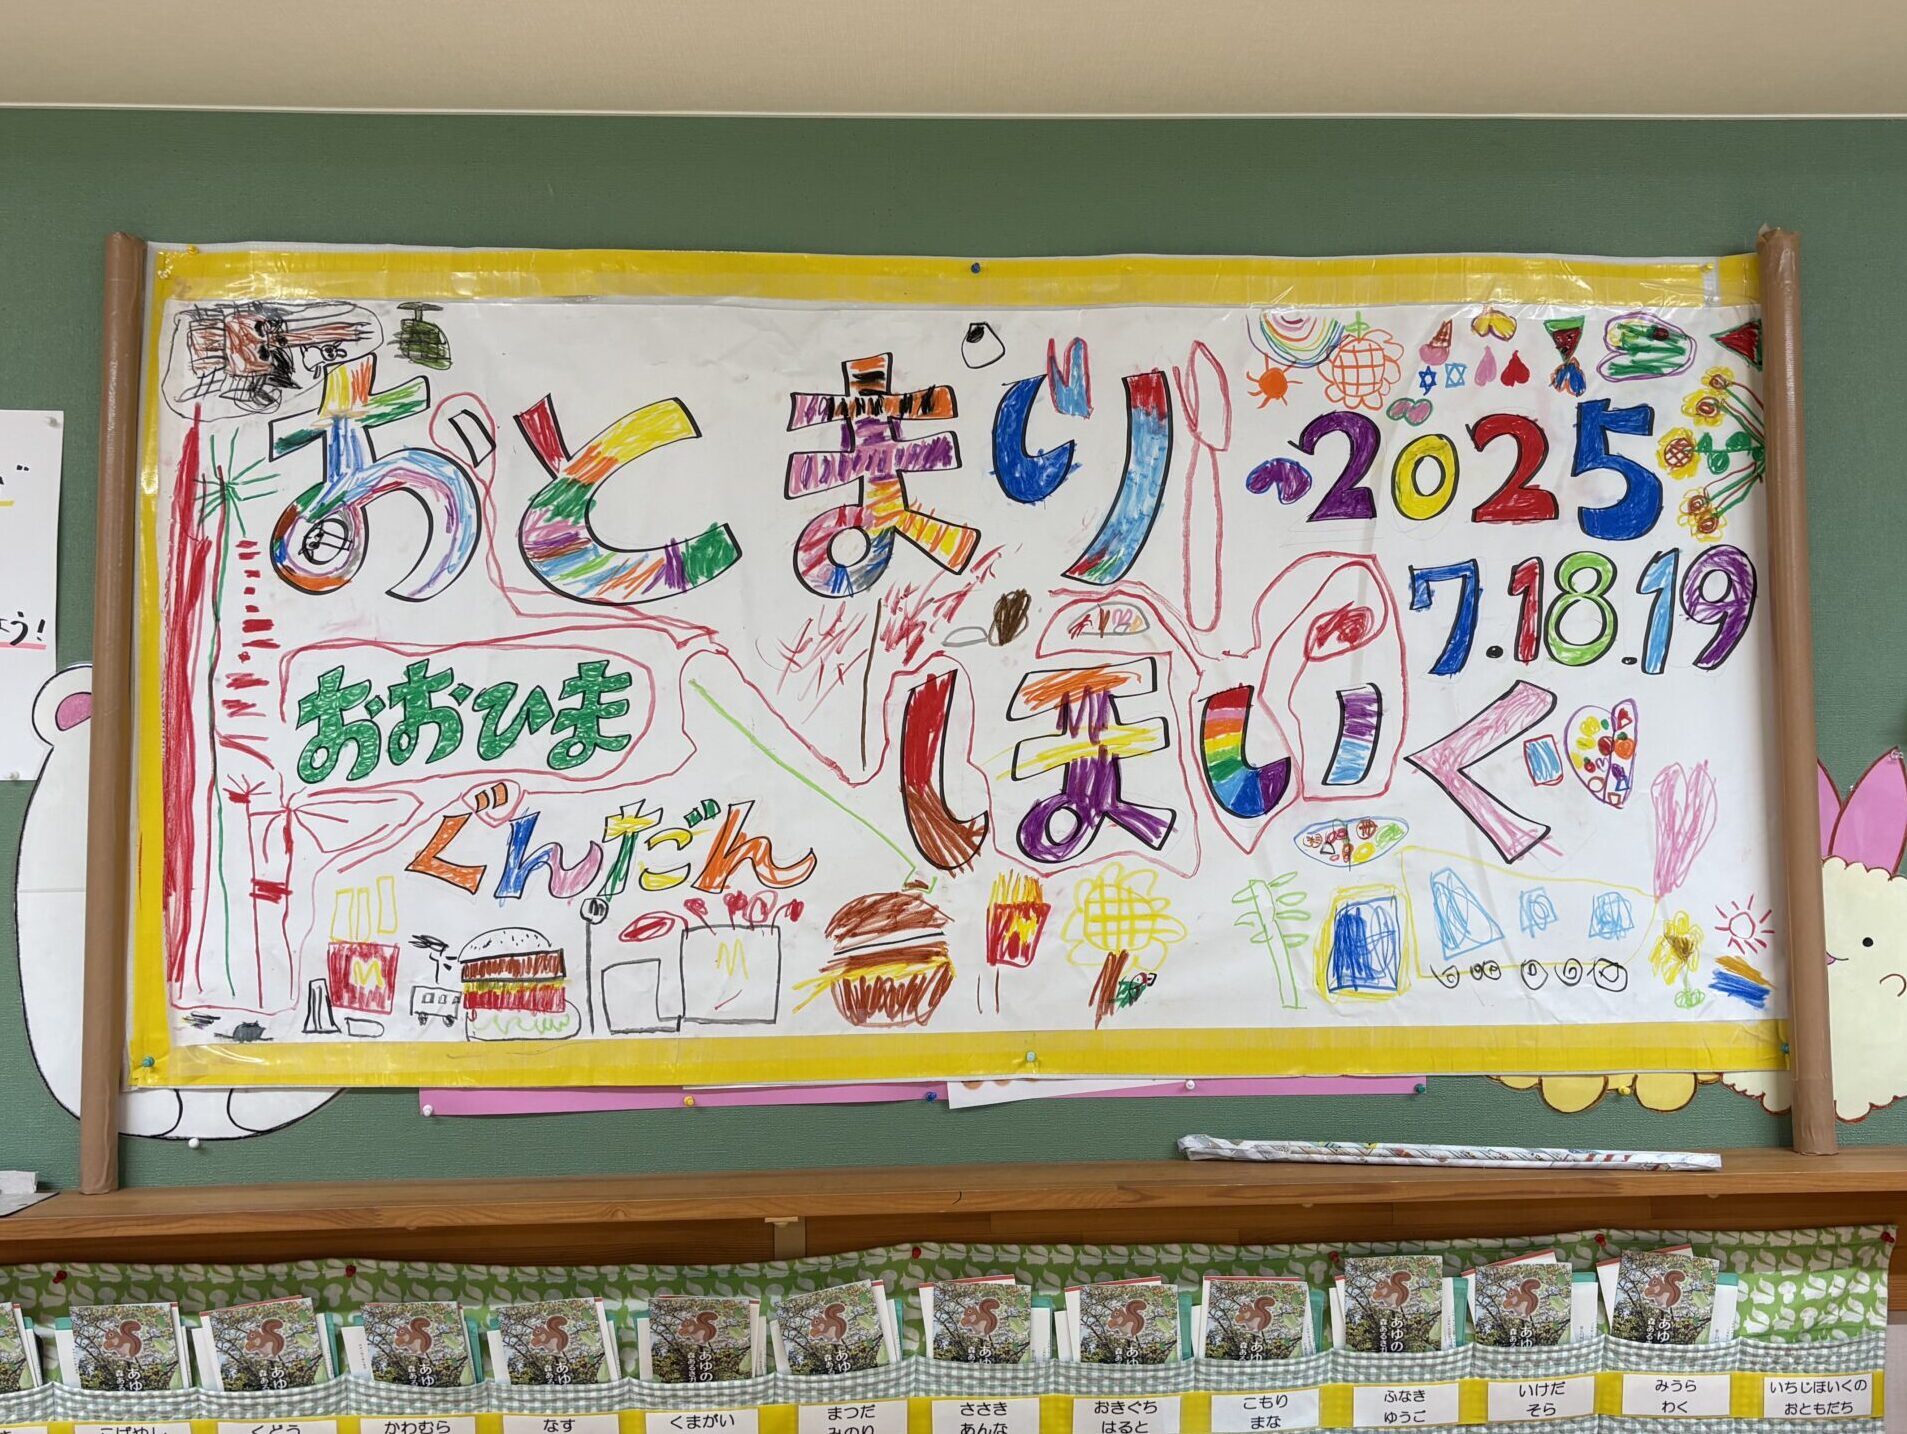 おとまり
2025
7.18.19
おおひま
ほいく
ぐんだん
M
M
あゆの
くどう
かわむら
なす
くまがい
まつだ
みのり
ささき
あんな
おきぐち
はると
こもり
まな
ふなき
ゆうご
いけだ
そら
みうら
わく
いちじほいくの
おともだち